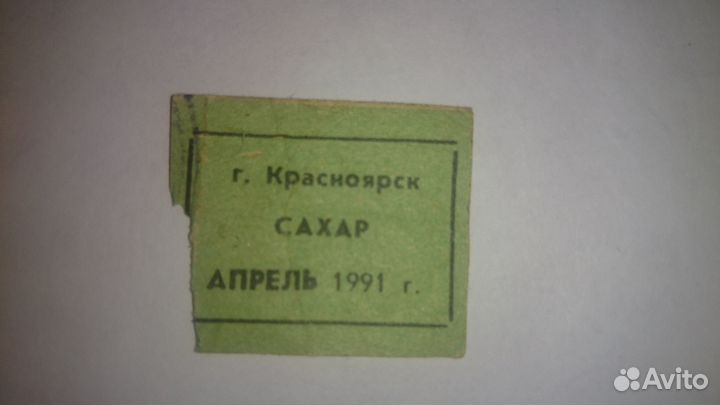 г. Красноярск
САХАР
АПРЕЛЬ 1991 г.
Avito